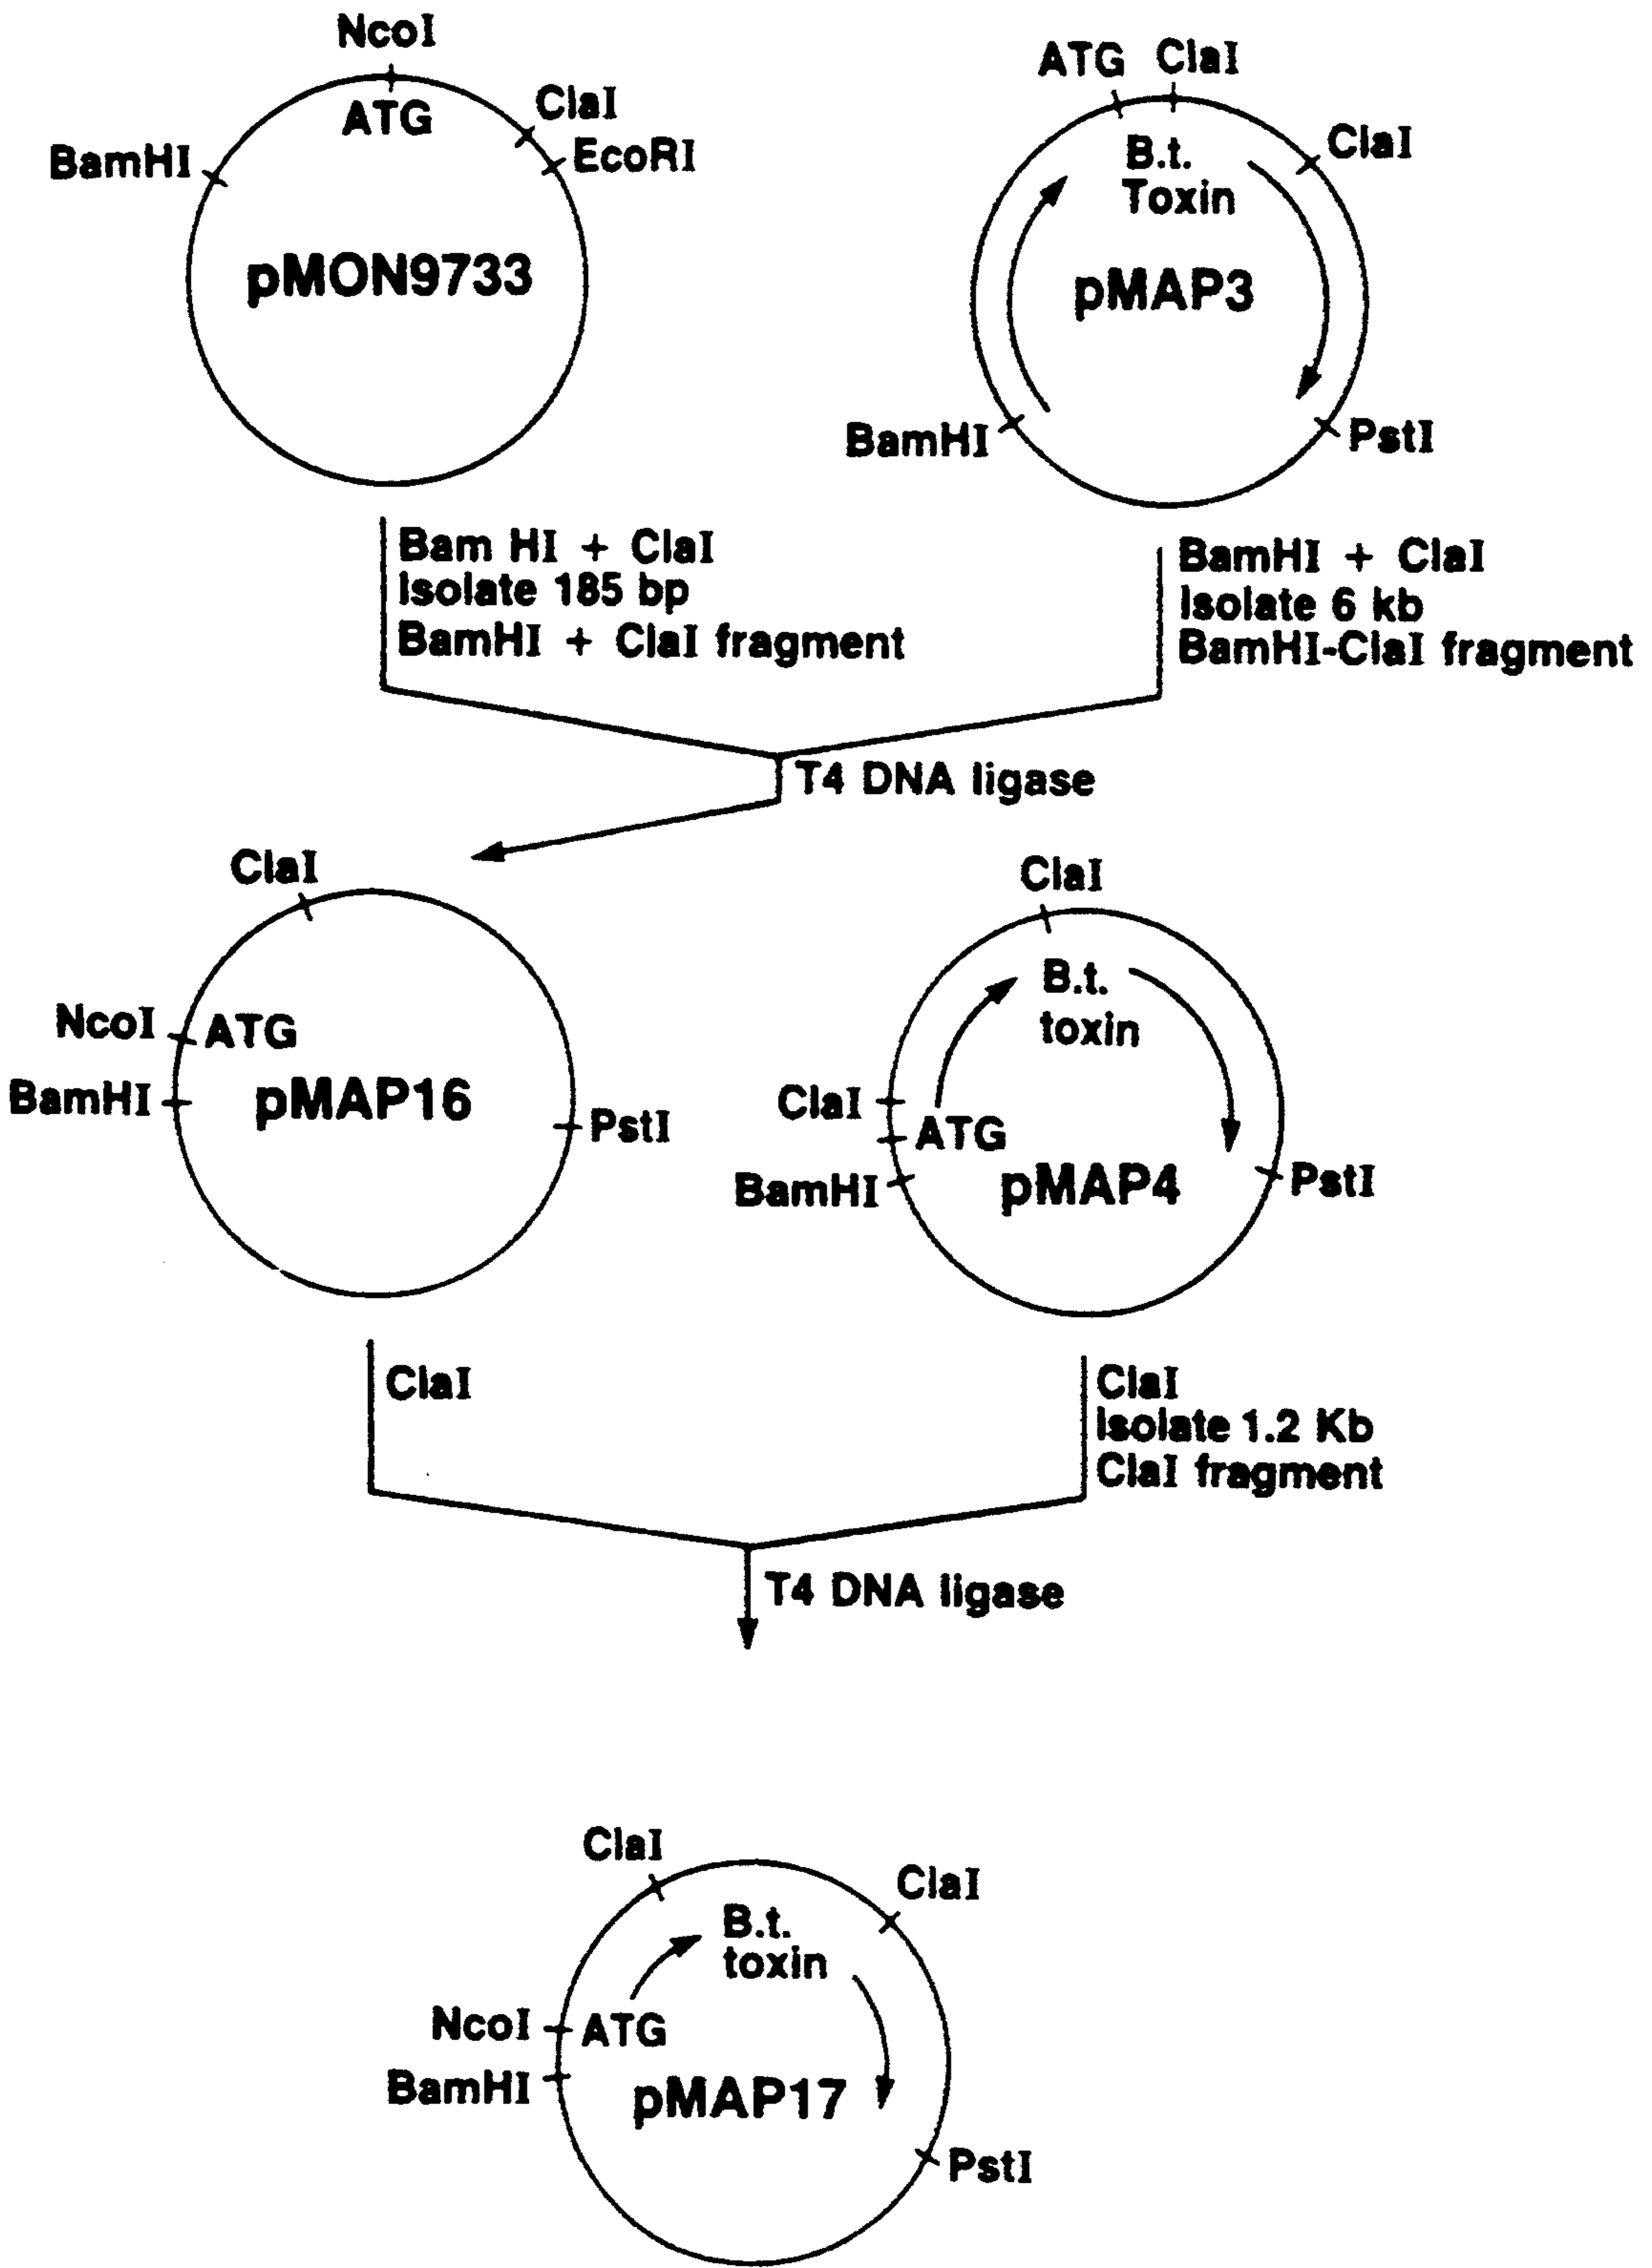 NcoI
ATG
ClaI
EcoRI
BamHI
pMON9733
ATG ClaI
ClaI
B.t.
Toxin
pMAP3
BamHI
PstI
Bam HI + ClaI
Isolate 185 bp
BamHI + ClaI fragment
BamHI + ClaI
Isolate 6 kb
BamHI-ClaI fragment
T4 DNA ligase
ClaI
NcoI
ATG
BamHI
pMAP16
PstI
ClaI
B.t.
toxin
ClaI
ATG
BamHI
pMAP4
PstI
ClaI
ClaI
Isolate 1.2 Kb
ClaI fragment
T4 DNA ligase
ClaI
ClaI
B.t.
toxin
NcoI
ATG
BamHI
pMAP17
PstI